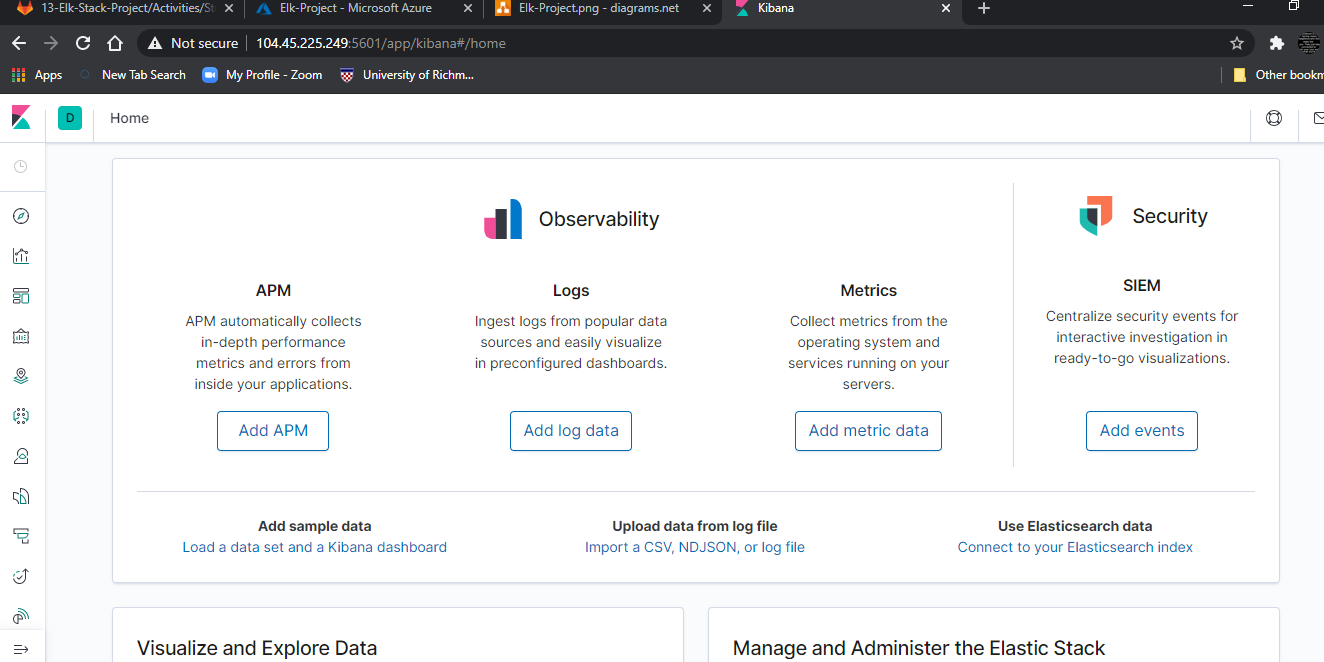 13-Elk-Stack-Project/Activities/St
Elk-Project - Microsoft Azure
Elk-Project.png - diagrams.net
Kibana
Not secure
104.45.225.249:5601/app/kibana#/home
Apps
New Tab Search
My Profile - Zoom
University of Richm...
Other bookm
D
Home
Observability
Security
APM
Logs
Metrics
SIEM
APM automatically collects
in-depth performance
metrics and errors from
inside your applications.
Ingest logs from popular data
sources and easily visualize
in preconfigured dashboards.
Collect metrics from the
operating system and
services running on your
servers.
Centralize security events for
interactive investigation in
ready-to-go visualizations.
Add APM
Add log data
Add metric data
Add events
Add sample data
Load a data set and a Kibana dashboard
Upload data from log file
Import a CSV, NDJSON, or log file
Use Elasticsearch data
Connect to your Elasticsearch index
Visualize and Explore Data
Manage and Administer the Elastic Stack